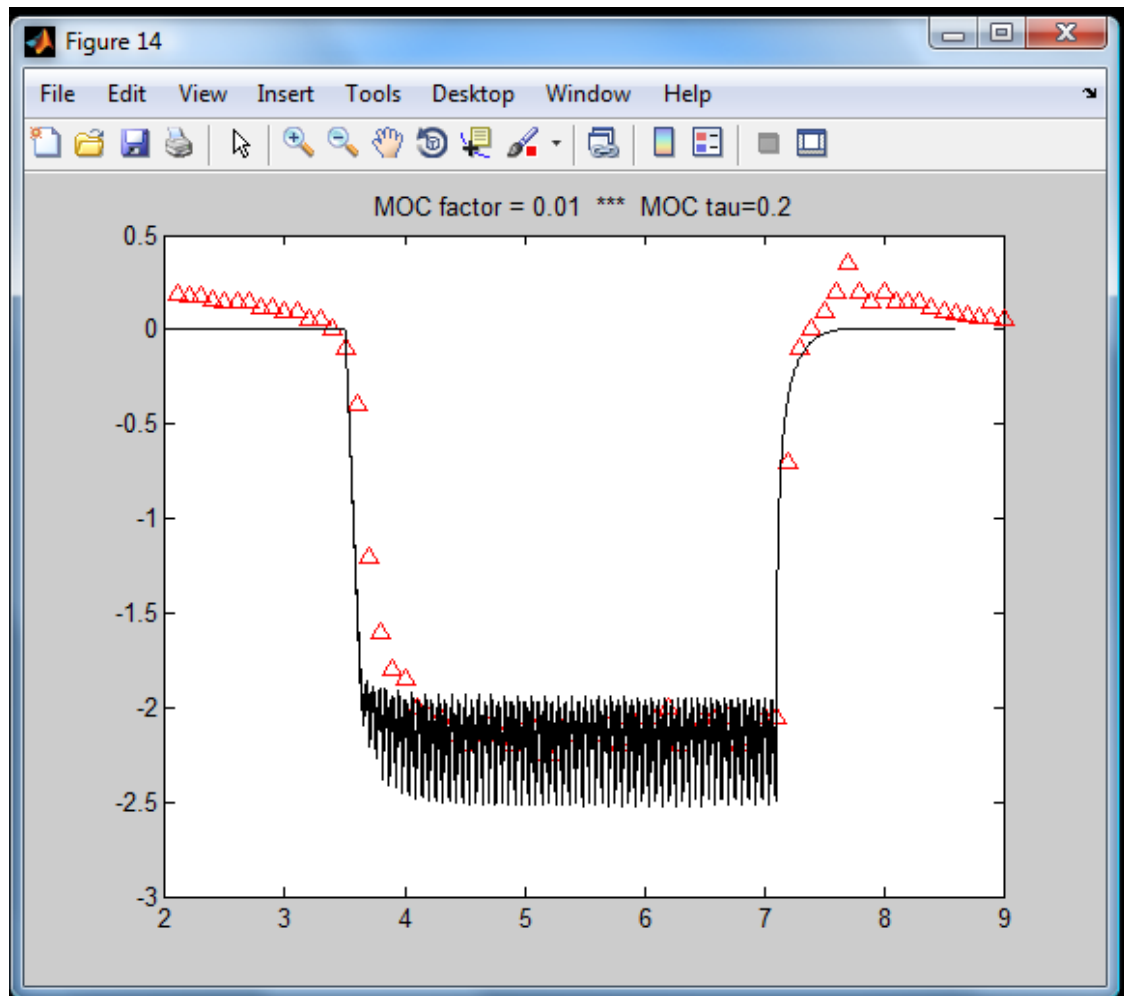 Figure 14
File Edit View Insert Tools Desktop Window Help
MOC factor = 0.01 *** MOC tau=0.2
0.5
0
-0.5
-1
-1.5
-2
-2.5
-3
2 3 4 5 6 7 8 9